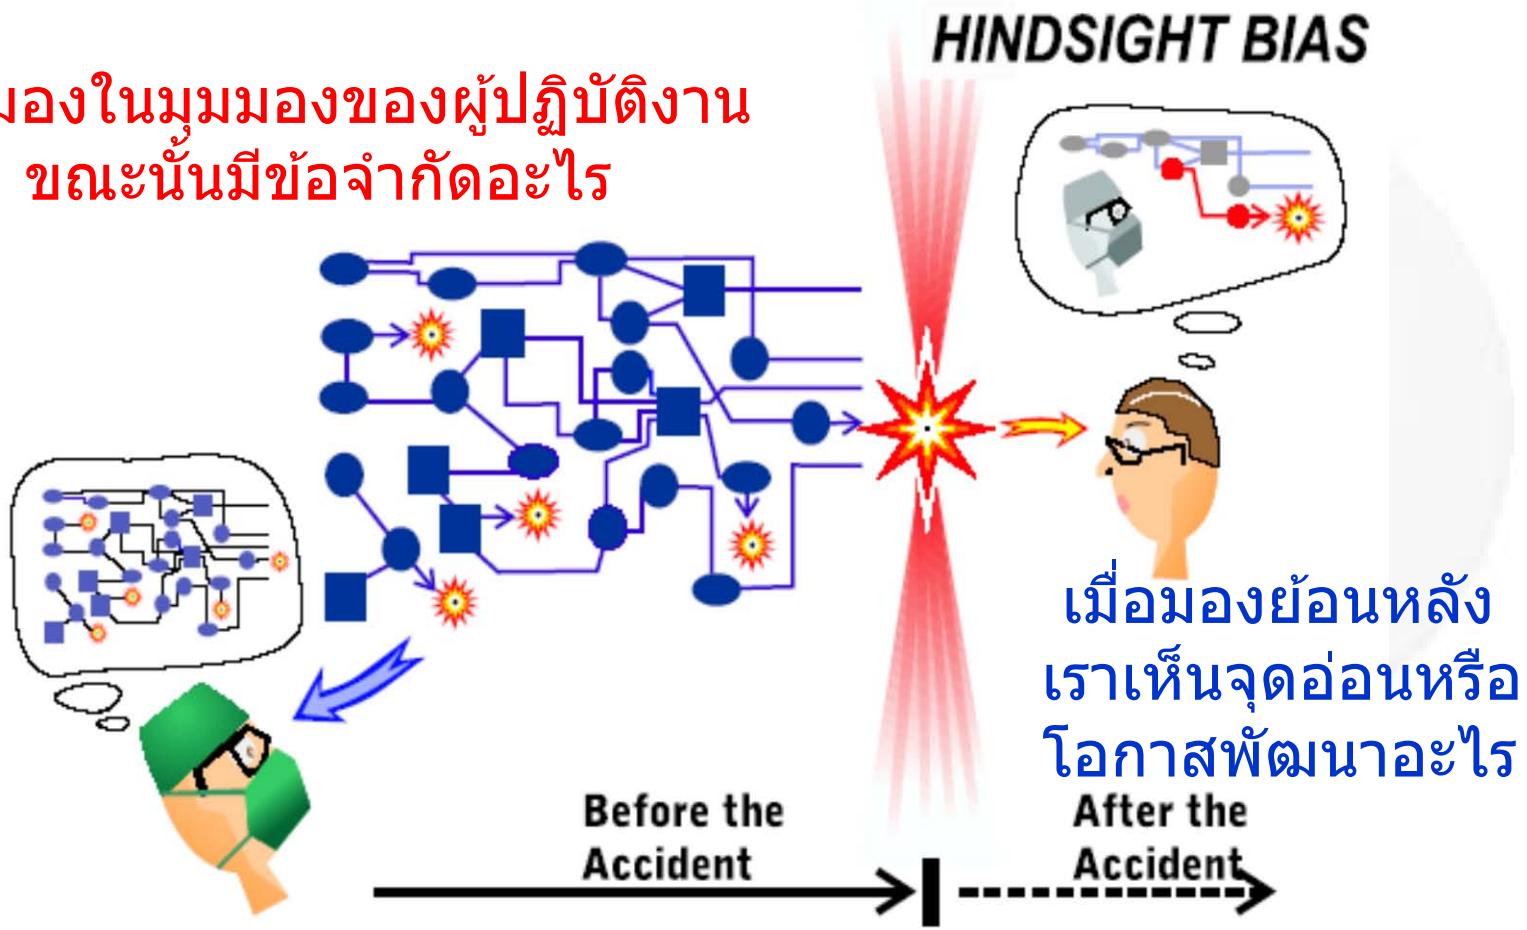 HINDSIGHT BIAS
มองในมุมมองของผู้ปฏิบัติงาน
ขณะนั้นมีข้อจำกัดอะไร
เมื่อมองย้อนหลัง
เราเห็นจุดอ่อนหรือ
โอกาสพัฒนาอะไร
Before the
Accident
After the
Accident